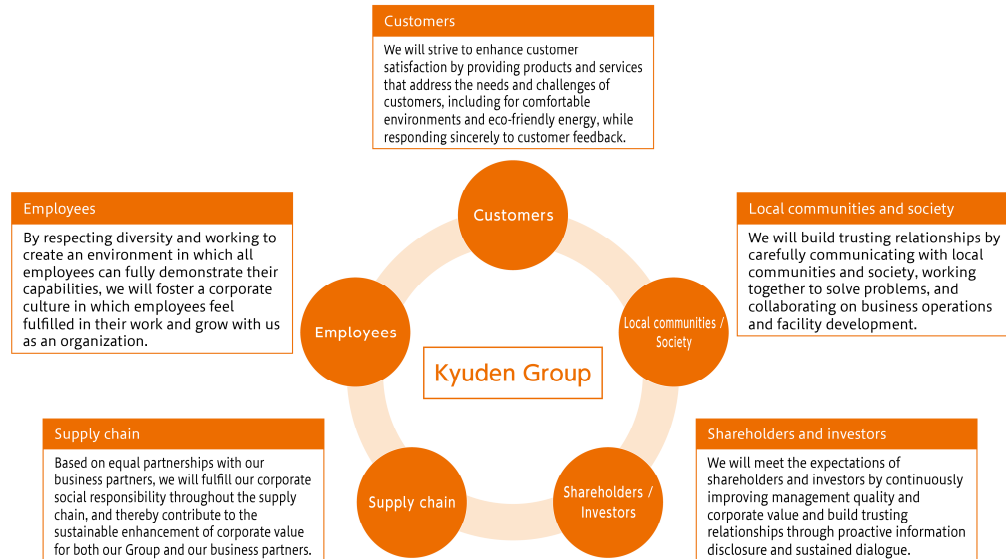 Customers
We will strive to enhance customer
satisfaction by providing products and services
that address the needs and challenges of
customers, including for comfortable
environments and eco-friendly energy, while
responding sincerely to customer feedback.
Employees
By respecting diversity and working to
create an environment in which all
employees can fully demonstrate their
capabilities, we will foster a corporate
culture in which employees feel
fulfilled in their work and grow with us
as an organization.
Customers
Local communities and society
We will build trusting relationships by
carefully communicating with local
communities and society, working
together to solve problems, and
collaborating on business operations
and facility development.
Employees
Local communities /
Society
Kyuden Group
Supply chain
Based on equal partnerships with our
business partners, we will fulfill our corporate
social responsibility throughout the supply
chain, and thereby contribute to the
sustainable enhancement of corporate value
for both our Group and our business partners.
Supply chain
Shareholders /
Investors
Shareholders and investors
We will meet the expectations of
shareholders and investors by continuously
improving management quality and
corporate value and build trusting
relationships through proactive information
disclosure and sustained dialogue.